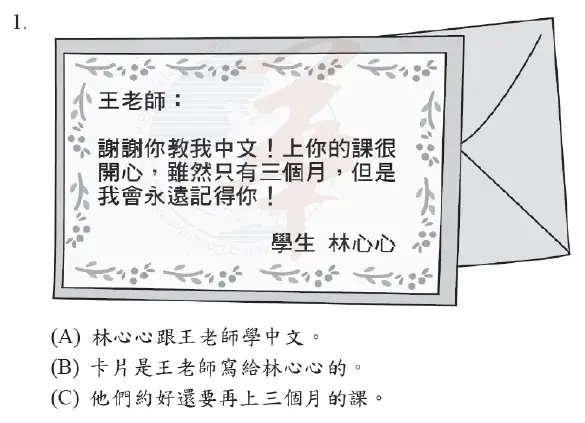 1.
王老師：
謝謝你教我中文！上你的課很
開心，雖然只有三個月，但是
我會永遠記得你！
學生 林心心
(A) 林心心跟王老師學中文。
(B) 卡片是王老師寫給林心心的。
(C) 他們約好還要再上三個月的課。